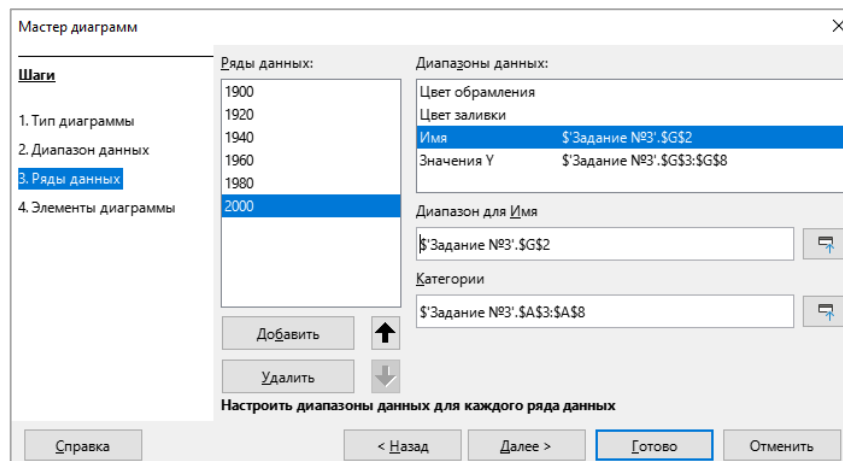 Мастер диаграмм
Шаги
1. Тип диаграммы
2. Диапазон данных
3. Ряды данных
4. Элементы диаграммы
Ряды данных:
1900
1920
1940
1960
1980
2000
Добавить
Удалить
Диапазоны данных:
Цвет обрамления
Цвет заливки
Имя $'Задание №3'.$G$2
Значения Y $'Задание №3'.$G$3:$G$8
Диапазон для Имя
$'Задание №3'.$G$2
Категории
$'Задание №3'.$A$3:$A$8
Настроить диапазоны данных для каждого ряда данных
Справка
< Назад
Далее >
Готово
Отменить